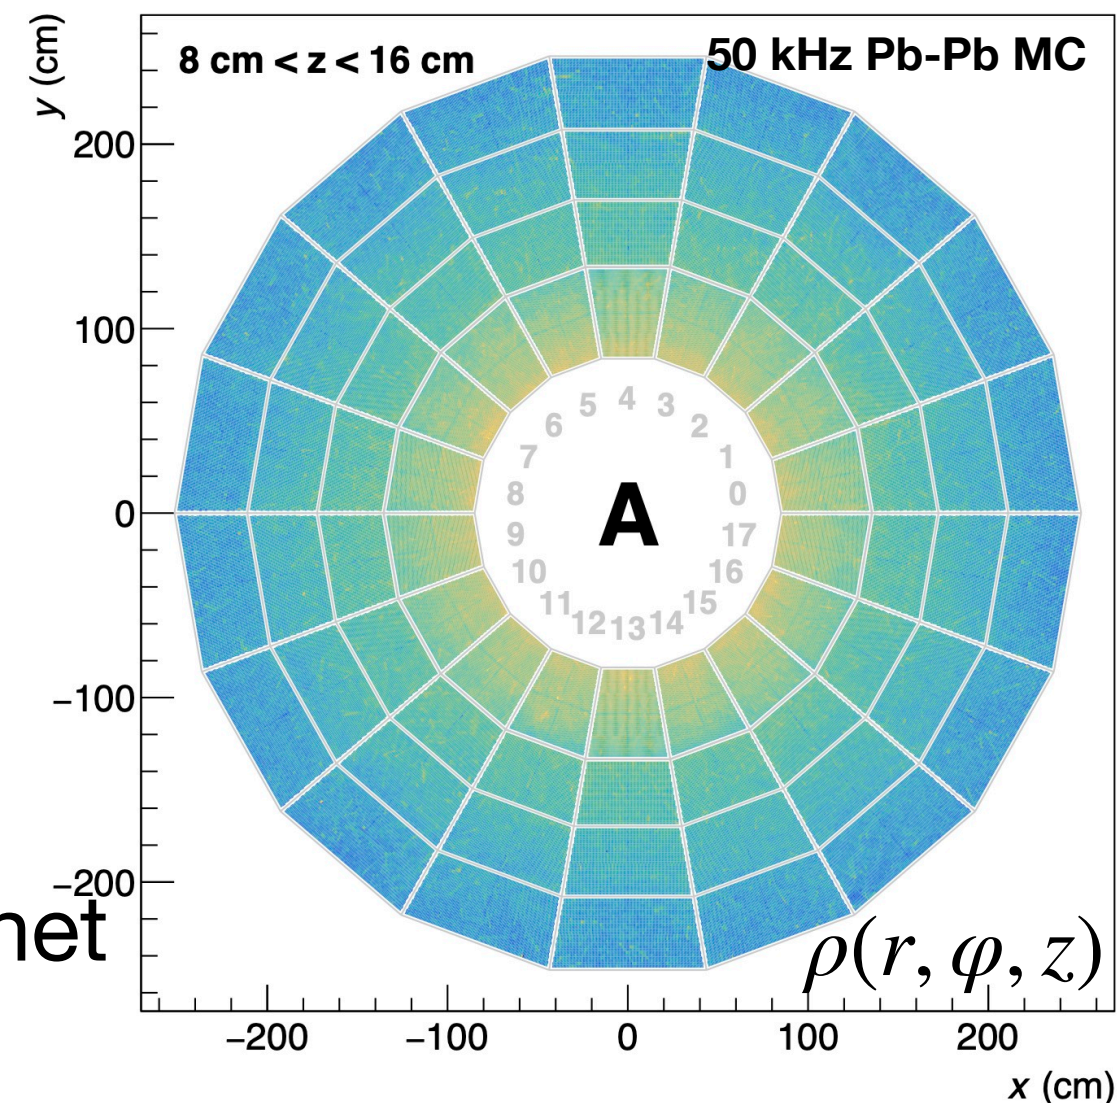 y (cm)
8 cm < z < 16 cm
50 kHz Pb-Pb MC
200
100
0
−100
−200
5 4 3
6 2
7 1
8 0
A
9 17
10 16
11 15
12 13 14
net
ρ(r, φ, z)
−200 −100 0 100 200
x (cm)